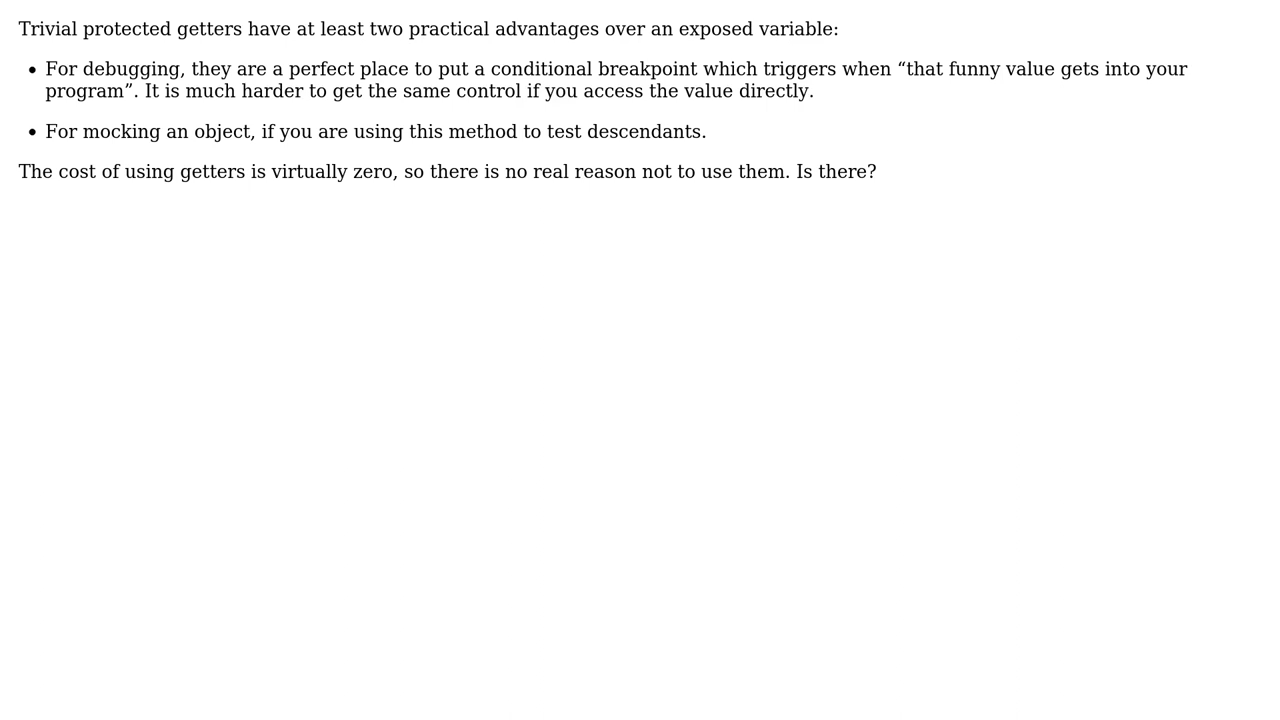 Trivial protected getters have at least two practical advantages over an exposed variable:
• For debugging, they are a perfect place to put a conditional breakpoint which triggers when “that funny value gets into your
program”. It is much harder to get the same control if you access the value directly.
• For mocking an object, if you are using this method to test descendants.
The cost of using getters is virtually zero, so there is no real reason not to use them. Is there?